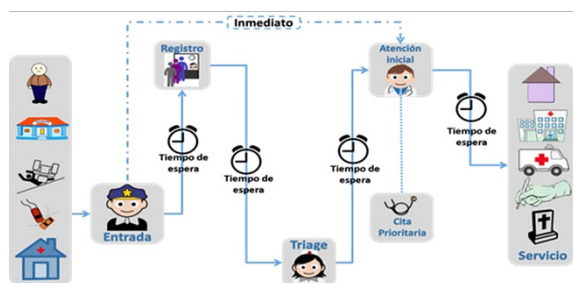 Inmediato
Registro
Atención
inicial
Tiempo de
espera
Tiempo de
espera
Tiempo de
espera
Tiempo de
espera
Entrada
Cita
Prioritaria
Triage
Servicio